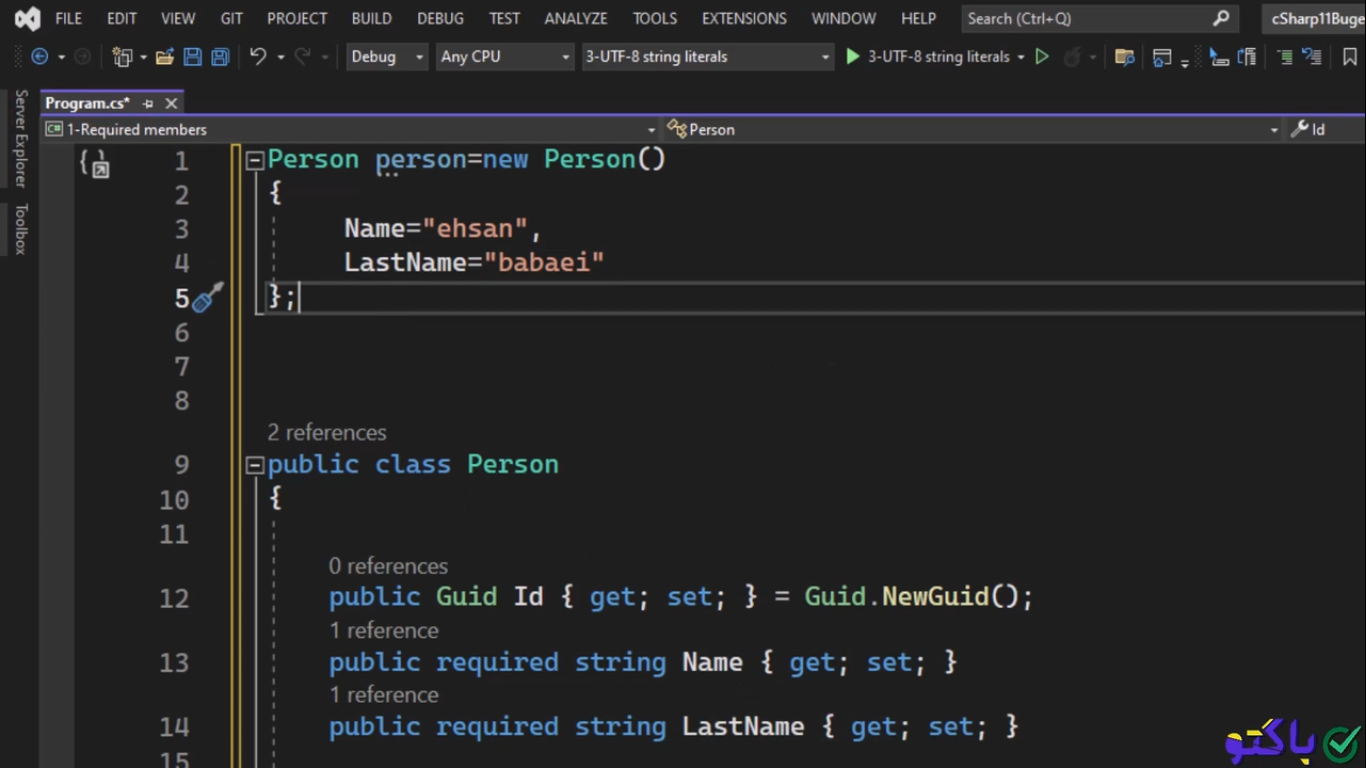 FILE EDIT VIEW GIT PROJECT BUILD DEBUG TEST ANALYZE TOOLS EXTENSIONS WINDOW HELP Search (Ctrl+Q) cSharp11Buge
Debug Any CPU 3-UTF-8 string literals 3-UTF-8 string literals
Server Explorer
Toolbox
Program.cs*
C# 1-Required members Person Id
1 Person person=new Person()
2 {
3 Name="ehsan",
4 LastName="babaei"
5 };
6
7
8
2 references
9 public class Person
10 {
11
0 references
12 public Guid Id { get; set; } = Guid.NewGuid();
1 reference
13 public required string Name { get; set; }
1 reference
14 public required string LastName { get; set; }
15
باکتو